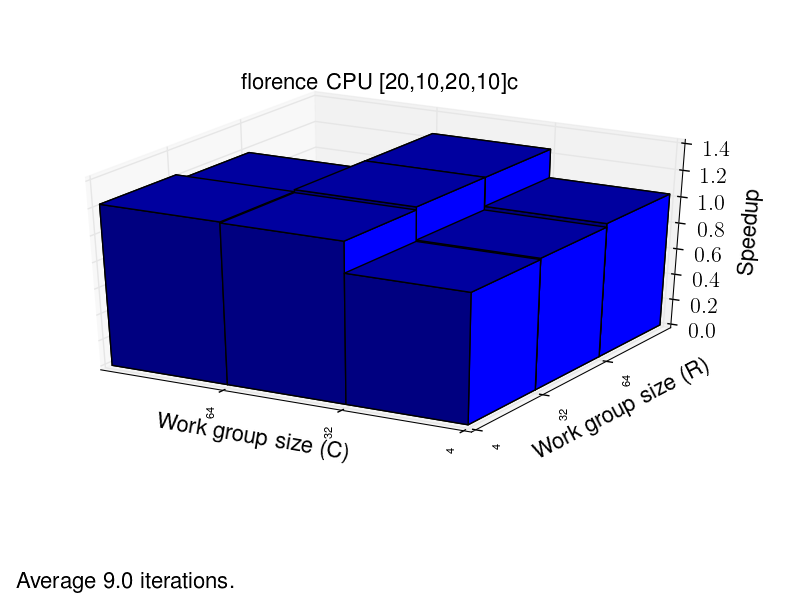 florence CPU [20,10,20,10]c
1.4
1.2
1.0
0.8
0.6
0.4
0.2
0.0
Speedup
64
32
4
Work group size (C)
4
32
64
Work group size (R)
Average 9.0 iterations.